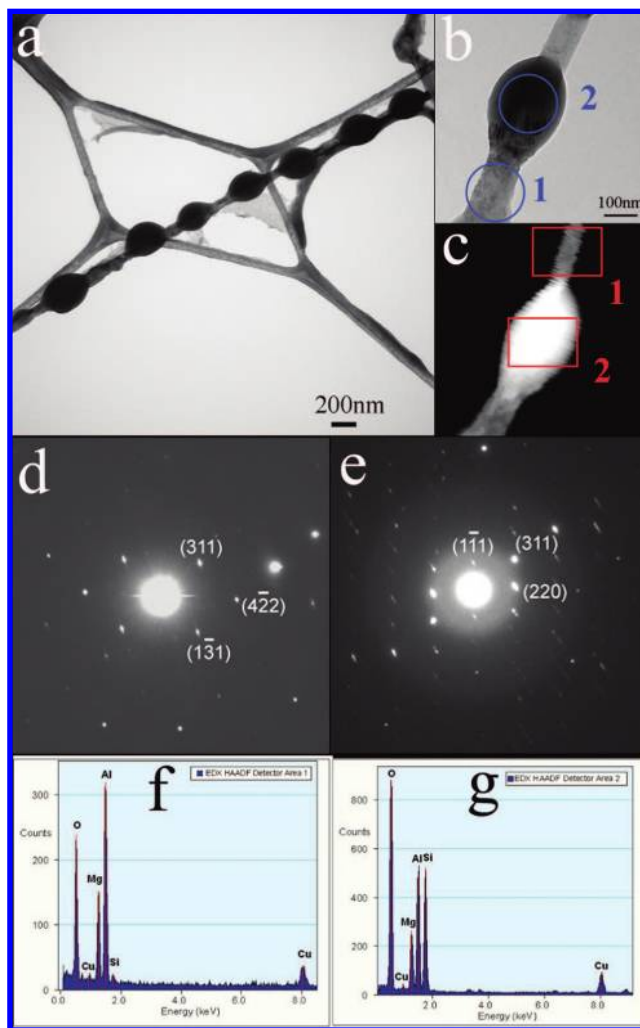 a
200nm
b
2
1
100nm
c
1
2
d
(311)
(42̄2)
(13̄1)
e
(11̄1)
(311)
(220)
f
EDX HAADF Detector Area 1
Al
300
O
Counts
200
Mg
100
Cu
Si
Cu
0
0.0
2.0
4.0
6.0
8.0
Energy (keV)
g
EDX HAADF Detector Area 2
O
800
Counts
600
Al
Si
400
Mg
200
Cu
Cu
0
2.0
4.0
6.0
8.0
Energy (keV)